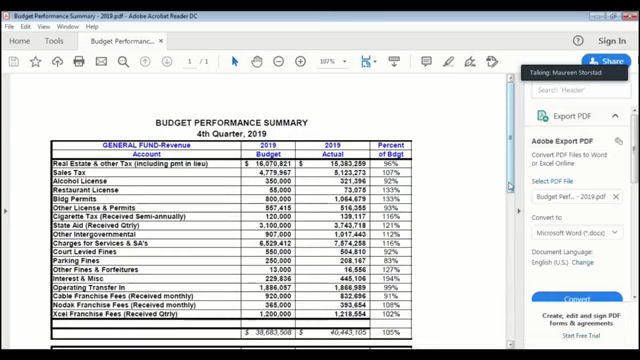 Budget Performance Summary - 2019.pdf - Adobe Acrobat Reader DC
File Edit View Window Help
Home Tools Budget Performanc... × Sign In
1 / 1 107% Share
Talking: Maureen Storstad
Search 'Header'
Export PDF
Adobe Export PDF
Convert PDF Files to Word
or Excel Online
Select PDF File
Budget Perf... - 2019.pdf ×
Convert to
Microsoft Word (*.docx)
Document Language:
English (U.S.) Change
Convert
Create, edit and sign PDF
forms & agreements
Start Free Trial
BUDGET PERFORMANCE SUMMARY
4th Quarter, 2019
GENERAL FUND-Revenue 2019 2019 Percent
Account Budget Actual of Bdgt
Real Estate & other Tax (including pmt in lieu) $ 16,070,821 $ 15,383,259 96%
Sales Tax 4,779,967 5,123,273 107%
Alcohol License 350,000 321,396 92%
Restaurant License 55,000 73,075 133%
Bldg Permits 800,000 1,064,679 133%
Other License & Permits 557,415 516,355 93%
Cigarette Tax (Received Semi-annually) 120,000 139,117 116%
State Aid (Received Qtrly) 3,100,000 3,743,718 121%
Other Intergovernmental 907,000 1,017,443 112%
Charges for Services & SA's 6,529,412 7,574,258 116%
Court Levied Fines 550,000 504,810 92%
Parking Fines 250,000 208,167 83%
Other Fines & Forfeitures 13,000 16,556 127%
Interest & Misc 229,836 445,106 194%
Operating Transfer In 1,886,057 1,866,969 99%
Cable Franchise Fees (Received monthly) 920,000 832,696 91%
Nodak Franchise Fees (Received monthly) 365,000 393,654 108%
Xcel Franchise Fees (Received Qtrly) 1,200,000 1,218,554 102%
$ 38,683,508 $ 40,443,105 105%